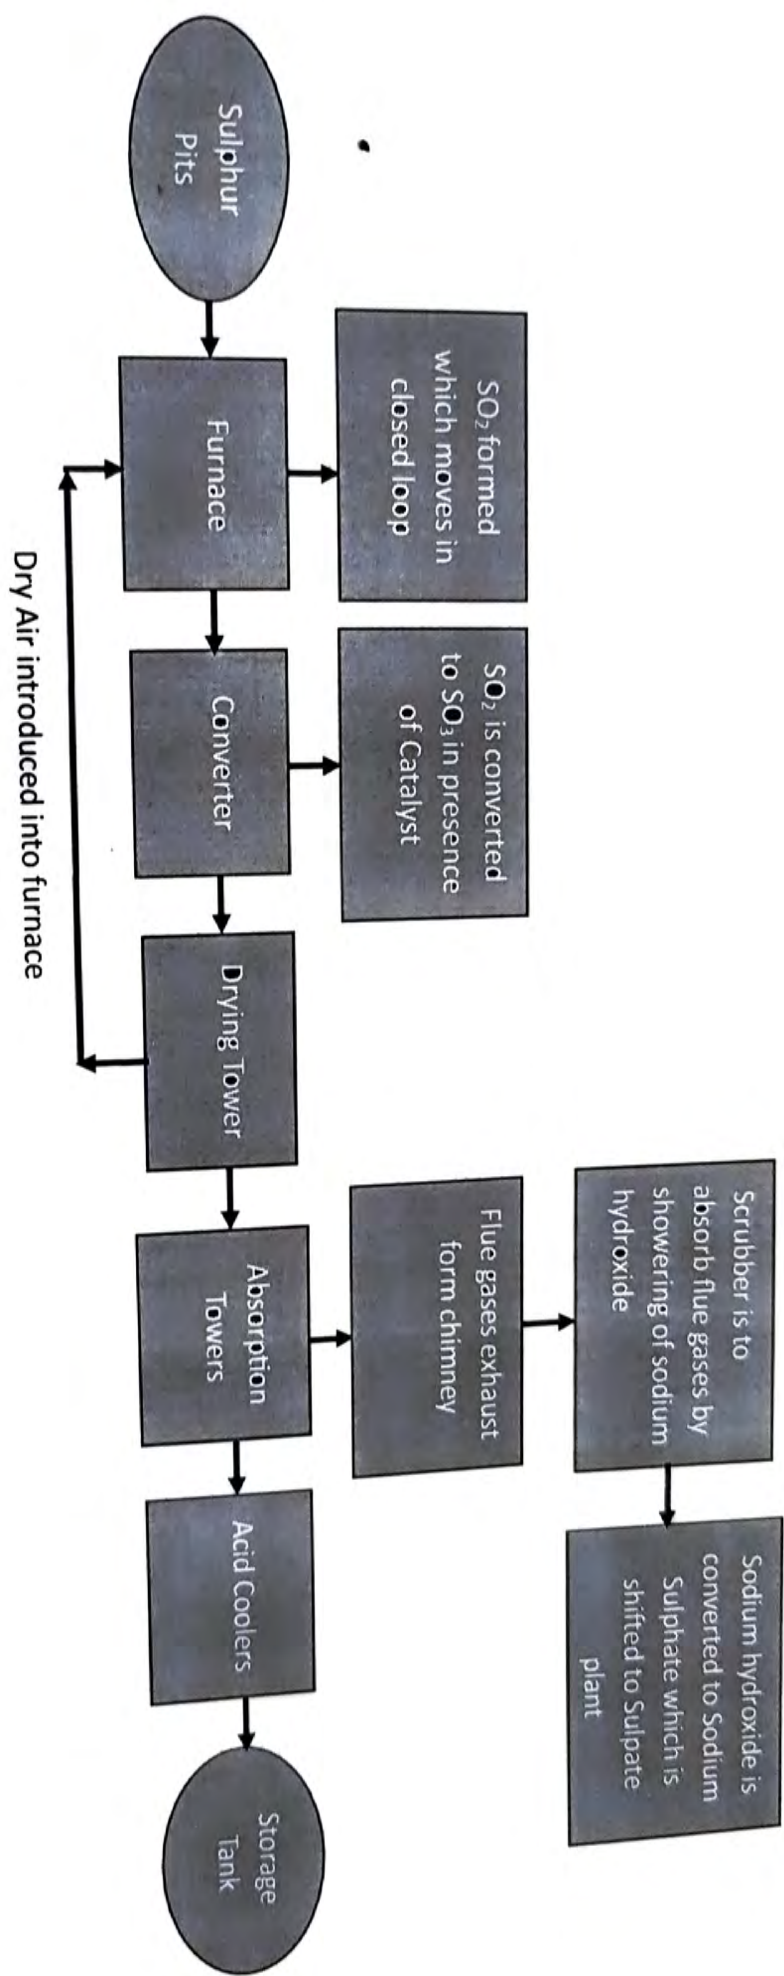 Scrubber is to
absorb flue gases by
showering of sodium
hydroxide
Sodium hydroxide is
converted to Sodium
Sulphate which is
shifted to Sulpate
plant
SO₂ formed
which moves in
closed loop
SO₂ is converted
to SO₃ in presence
of Catalyst
Flue gases exhaust
form chimney
Sulphur
Pits
Furnace
Converter
Drying Tower
Absorption
Towers
Acid Coolers
Storage
Tank
Dry Air introduced into furnace